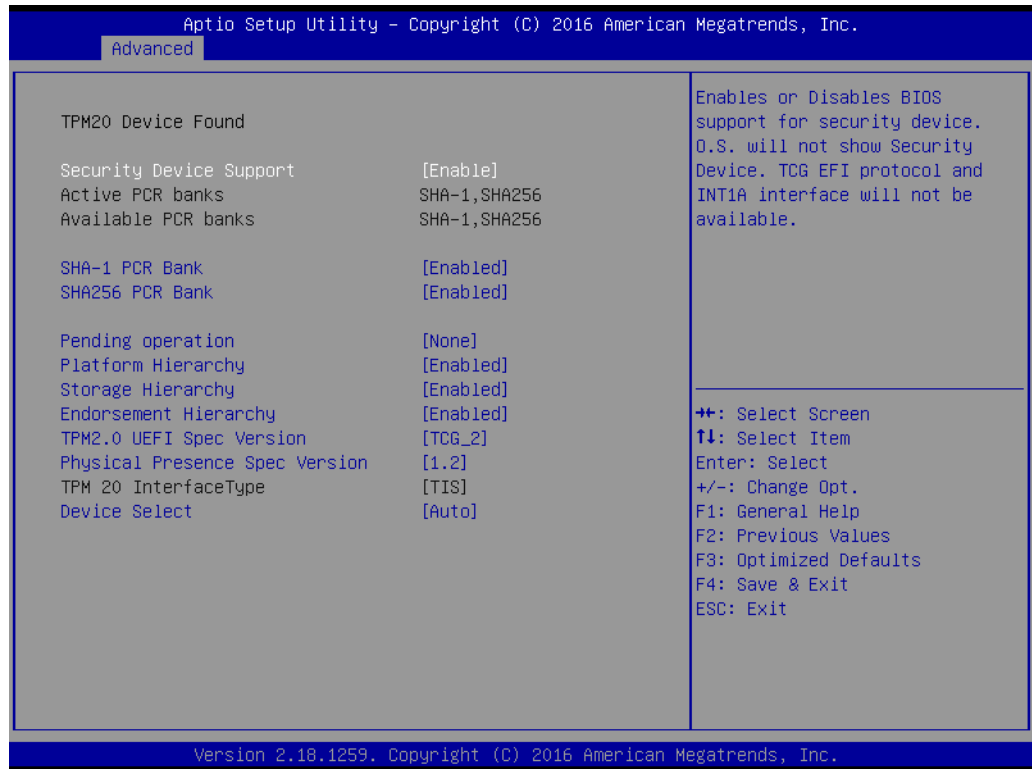 Aptio Setup Utility – Copyright (C) 2016 American Megatrends, Inc.
Advanced
TPM20 Device Found
Security Device Support [Enable]
Active PCR banks SHA-1,SHA256
Available PCR banks SHA-1,SHA256
SHA-1 PCR Bank [Enabled]
SHA256 PCR Bank [Enabled]
Pending operation [None]
Platform Hierarchy [Enabled]
Storage Hierarchy [Enabled]
Endorsement Hierarchy [Enabled]
TPM2.0 UEFI Spec Version [TCG_2]
Physical Presence Spec Version [1.2]
TPM 20 InterfaceType [TIS]
Device Select [Auto]
Enables or Disables BIOS
support for security device.
O.S. will not show Security
Device. TCG EFI protocol and
INT1A interface will not be
available.
→←: Select Screen
↑↓: Select Item
Enter: Select
+/-: Change Opt.
F1: General Help
F2: Previous Values
F3: Optimized Defaults
F4: Save & Exit
ESC: Exit
Version 2.18.1259. Copyright (C) 2016 American Megatrends, Inc.